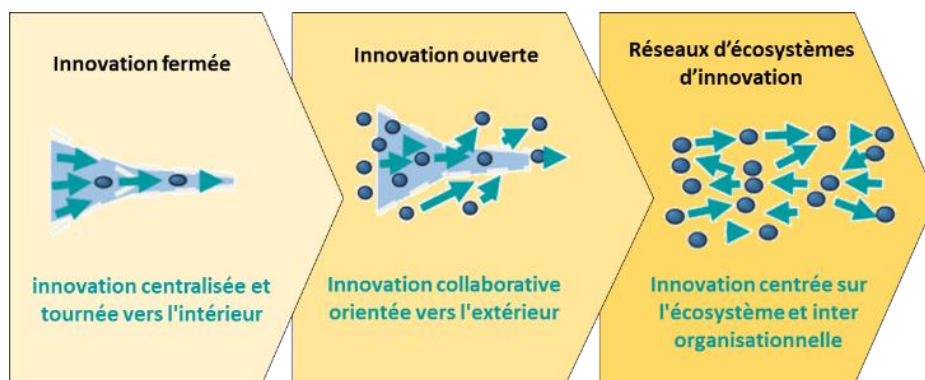 Innovation fermée
innovation centralisée et
tournée vers l'intérieur
Innovation ouverte
Innovation collaborative
orientée vers l'extérieur
Réseaux d’écosystèmes
d’innovation
Innovation centrée sur
l'écosystème et inter
organisationnelle